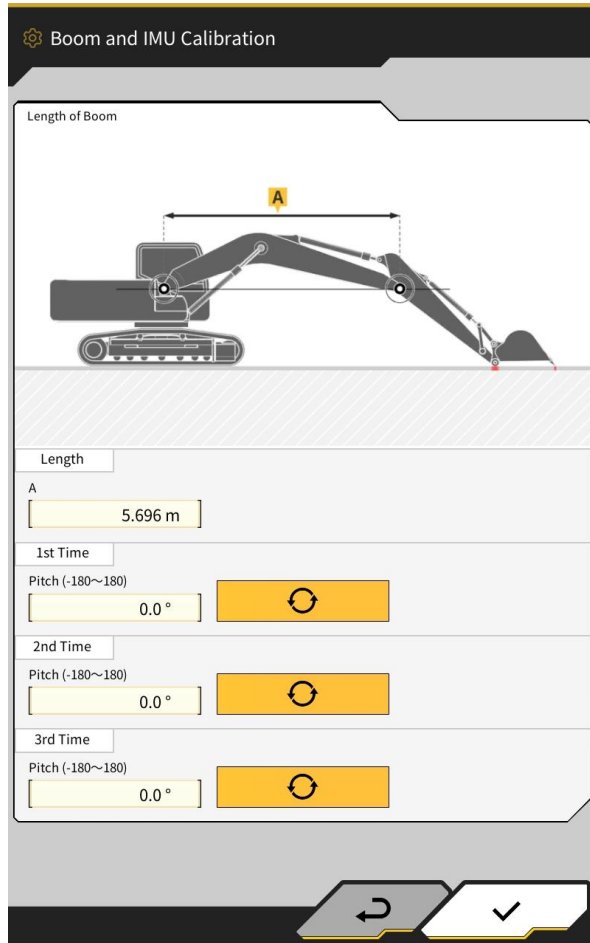 Boom and IMU Calibration
Length of Boom
A
Length
A
5.696 m
1st Time
Pitch (-180～180)
0.0 °
2nd Time
Pitch (-180～180)
0.0 °
3rd Time
Pitch (-180～180)
0.0 °